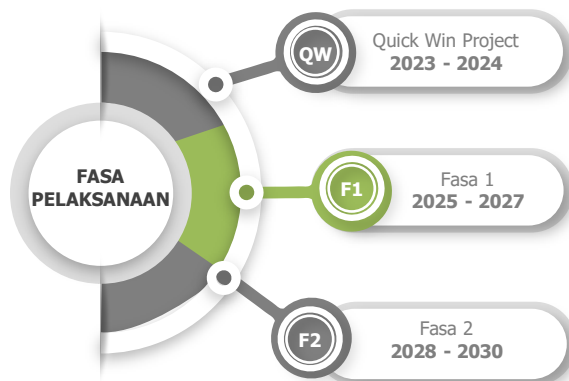 FASA
PELAKSANAAN
QW
Quick Win Project
2023 - 2024
F1
Fasa 1
2025 - 2027
F2
Fasa 2
2028 - 2030